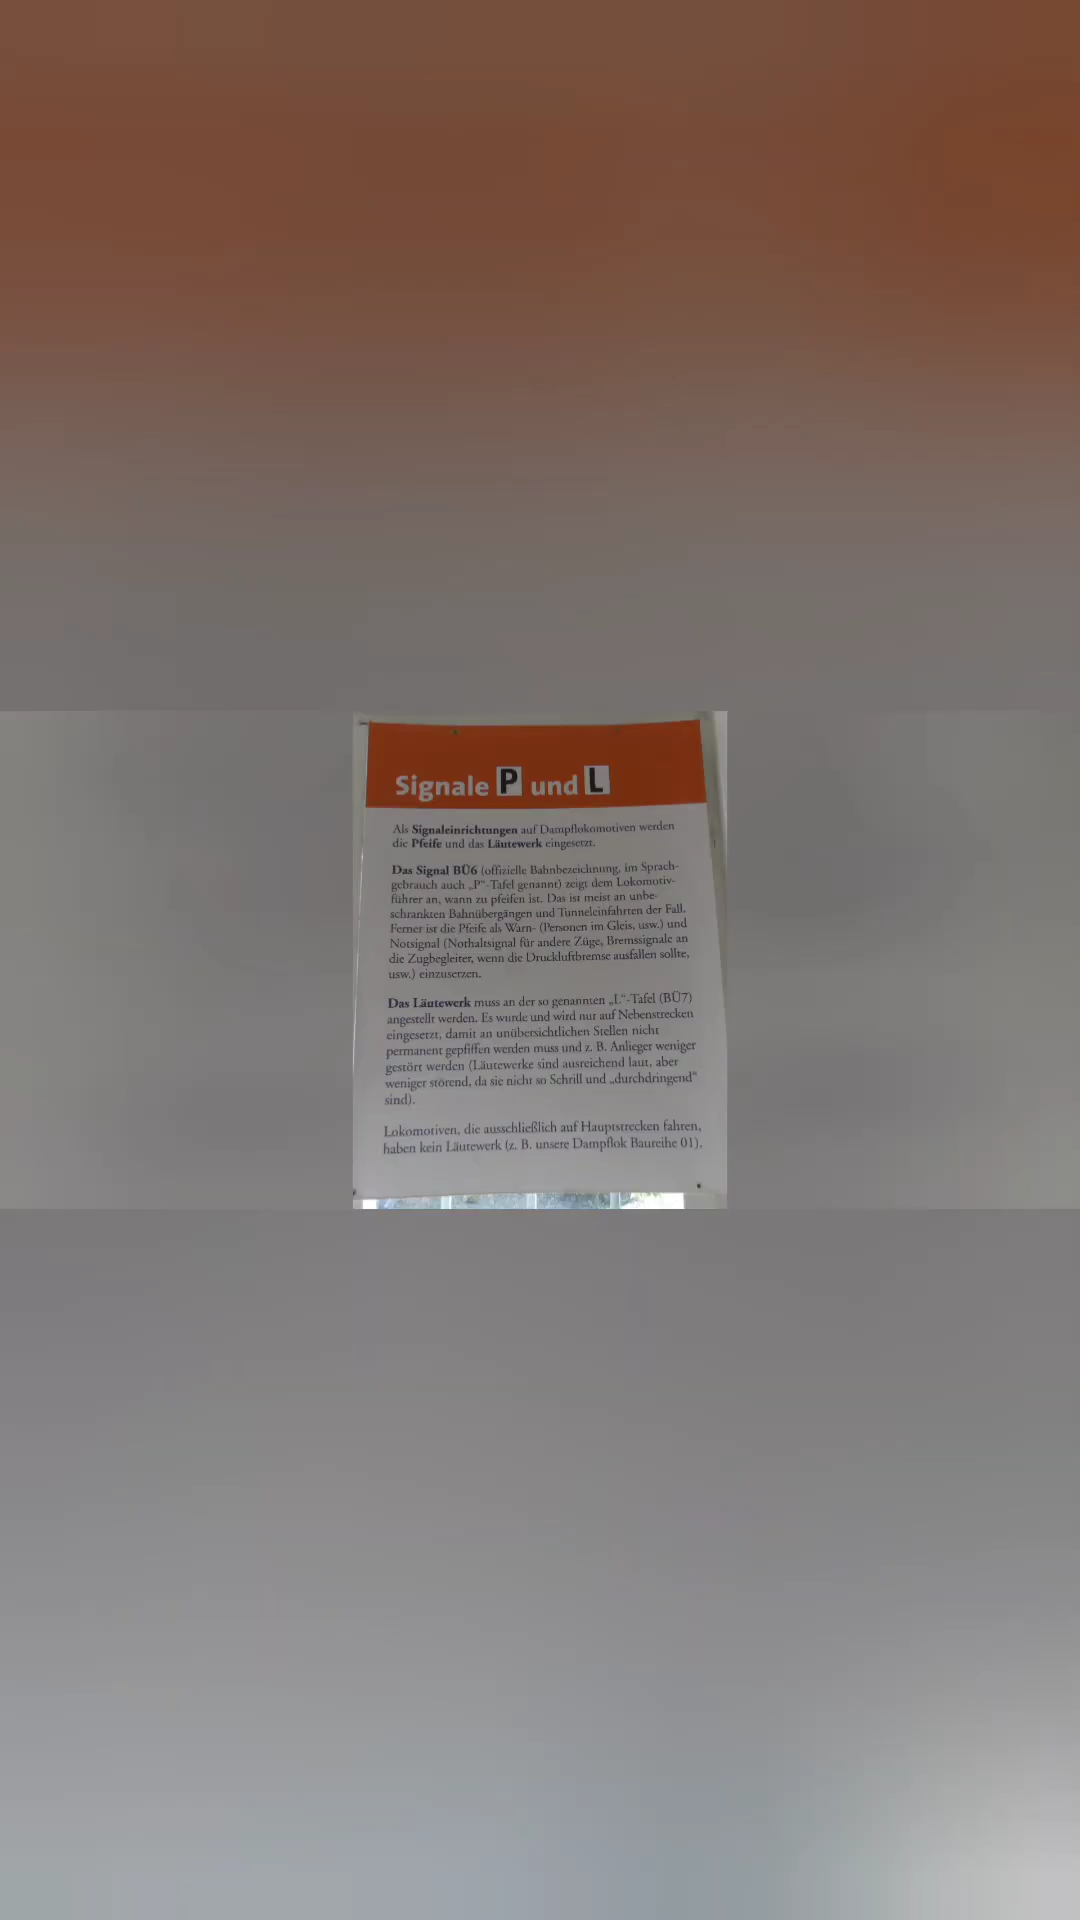 Signale P und L
Als Signaleinrichtungen auf Dampflokomotiven werden
die Pfeife und das Läutewerk eingesetzt.
Das Signal BÜ6 (offizielle Bahnbezeichnung, im Sprach-
gebrauch auch „P“-Tafel genannt) zeigt dem Lokomotiv-
führer an, wann zu pfeifen ist. Das ist meist an unbe-
schrankten Bahnübergängen und Tunneleinfahrten der Fall.
Ferner ist die Pfeife als Warn- (Personen im Gleis, usw.) und
Notsignal (Nothaltsignal für andere Züge, Bremssignale an
die Zugbegleiter, wenn die Druckluftbremse ausfallen sollte,
usw.) einzusetzen.
Das Läutewerk muss an der so genannten „L“-Tafel (BÜ7)
angestellt werden. Es wurde und wird nur auf Nebenstrecken
eingesetzt, damit an unübersichtlichen Stellen nicht
permanent gepfiffen werden muss und z. B. Anlieger weniger
gestört werden (Läutewerke sind ausreichend laut, aber
weniger störend, da sie nicht so Schrill und „durchdringend“
sind).
Lokomotiven, die ausschließlich auf Hauptstrecken fahren,
haben kein Läutewerk (z. B. unsere Dampflok Baureihe 01).